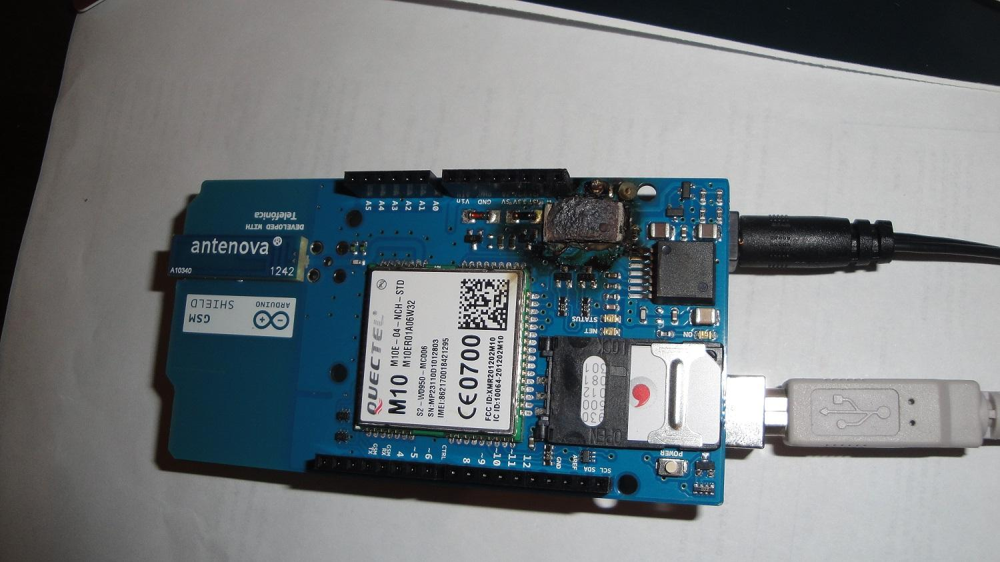 A5
A4
A3
A2
A1
A0
Vin
GND
5V
3.3V
DEVELOPED WITH
Telefónica
antenova®
A10340
1242
ARDUINO
GSM
SHIELD
QUECTEL®
M10 M10E-04-NCH-STD
M10ER01A06W32
S2-W0950-MC006
SN:MP23110D1012803
IMEI:862170018421295
CE0700
FCC ID:XMR201202M10
IC ID:10064-201202M10
STATUS
NET
ON
LOCK
OPEN
POWER
GSM TX
GSM RX
4
~5
~6
CTRL
8
~9
~10
~11
12
GND
AREF
SDA
SCL